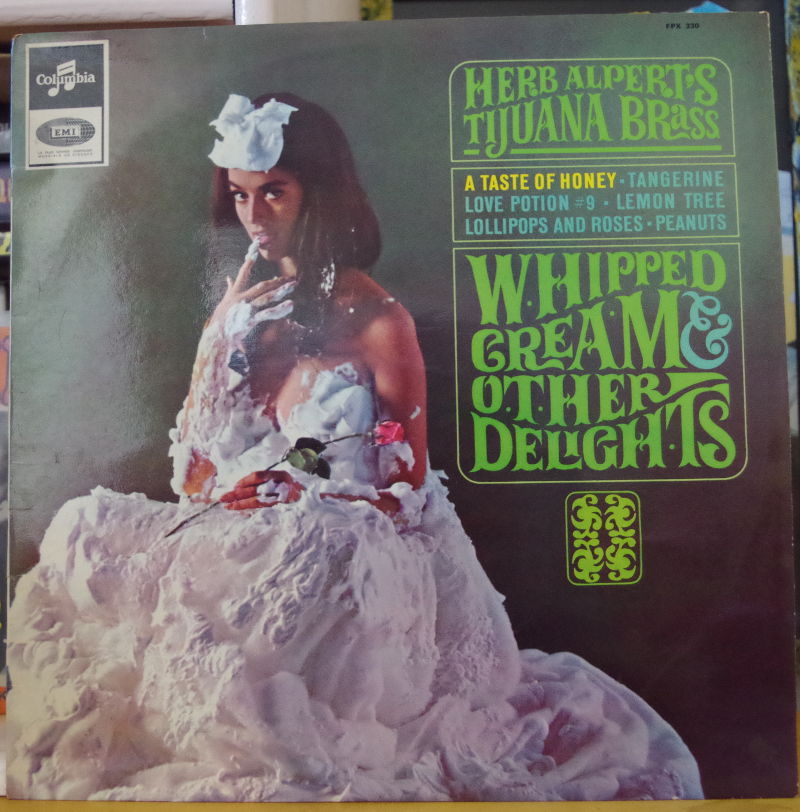 FPX 330
Columbia
EMI
HERB ALPERT'S
TIJUANA BRASS
A TASTE OF HONEY • TANGERINE
LOVE POTION #9 • LEMON TREE
LOLLIPOPS AND ROSES • PEANUTS
WHIPPED
CREAM &
OTHER
DELIGHTS